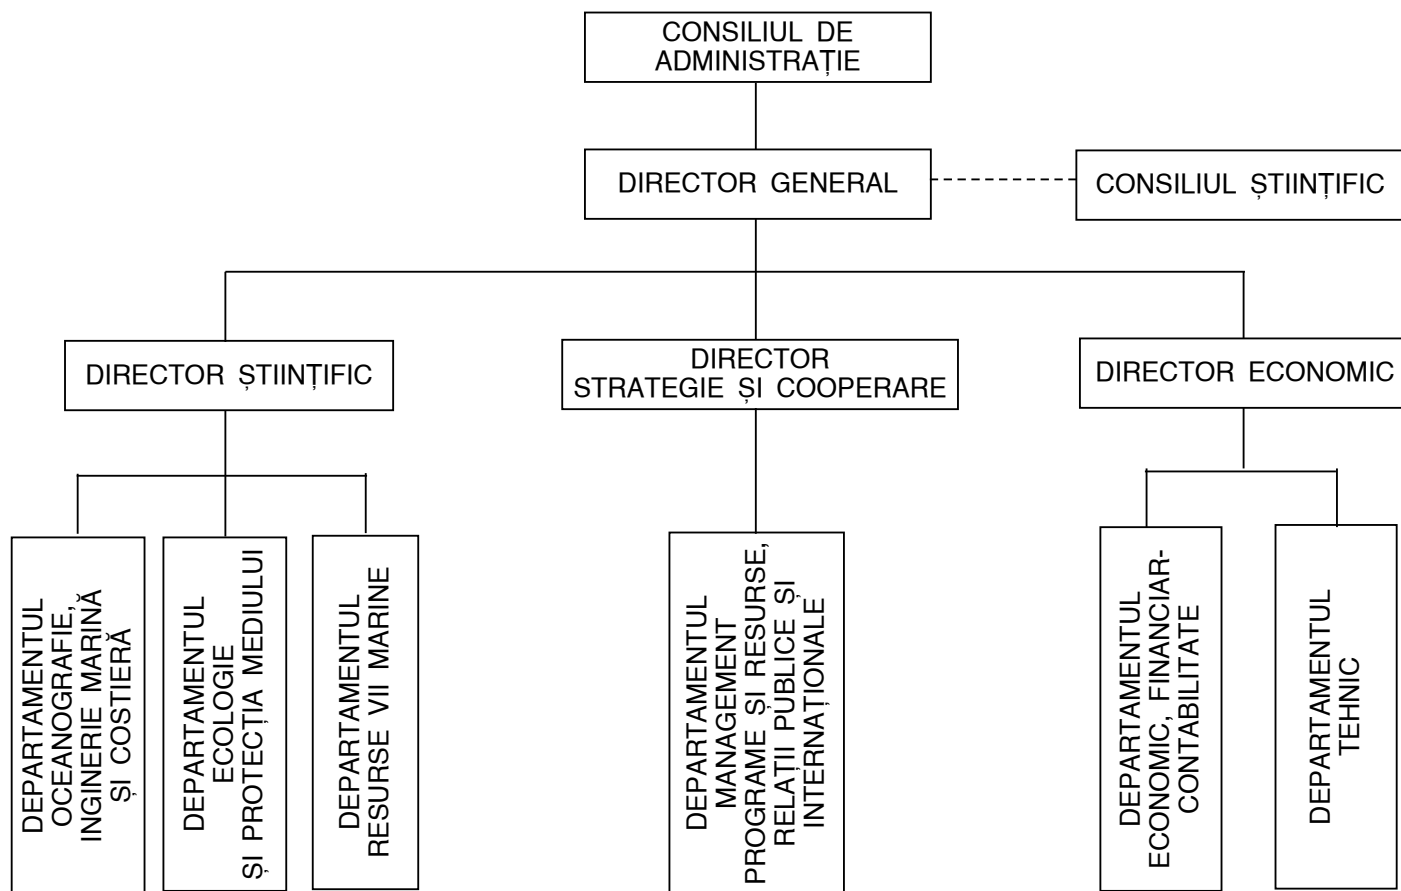 CONSILIUL DE
ADMINISTRAȚIE
DIRECTOR GENERAL
CONSILIUL ȘTIINȚIFIC
DIRECTOR ȘTIINȚIFIC
DIRECTOR
STRATEGIE ȘI COOPERARE
DIRECTOR ECONOMIC
DEPARTAMENTUL
OCEANOGRAFIE,
INGINERIE MARINĂ
ȘI COSTIERĂ
DEPARTAMENTUL
ECOLOGIE
ȘI PROTECȚIA MEDIULUI
DEPARTAMENTUL
RESURSE VII MARINE
DEPARTAMENTUL
MANAGEMENT
PROGRAME ȘI RESURSE,
RELAȚII PUBLICE ȘI
INTERNAȚIONALE
DEPARTAMENTUL
ECONOMIC, FINANCIAR-
CONTABILITATE
DEPARTAMENTUL
TEHNIC